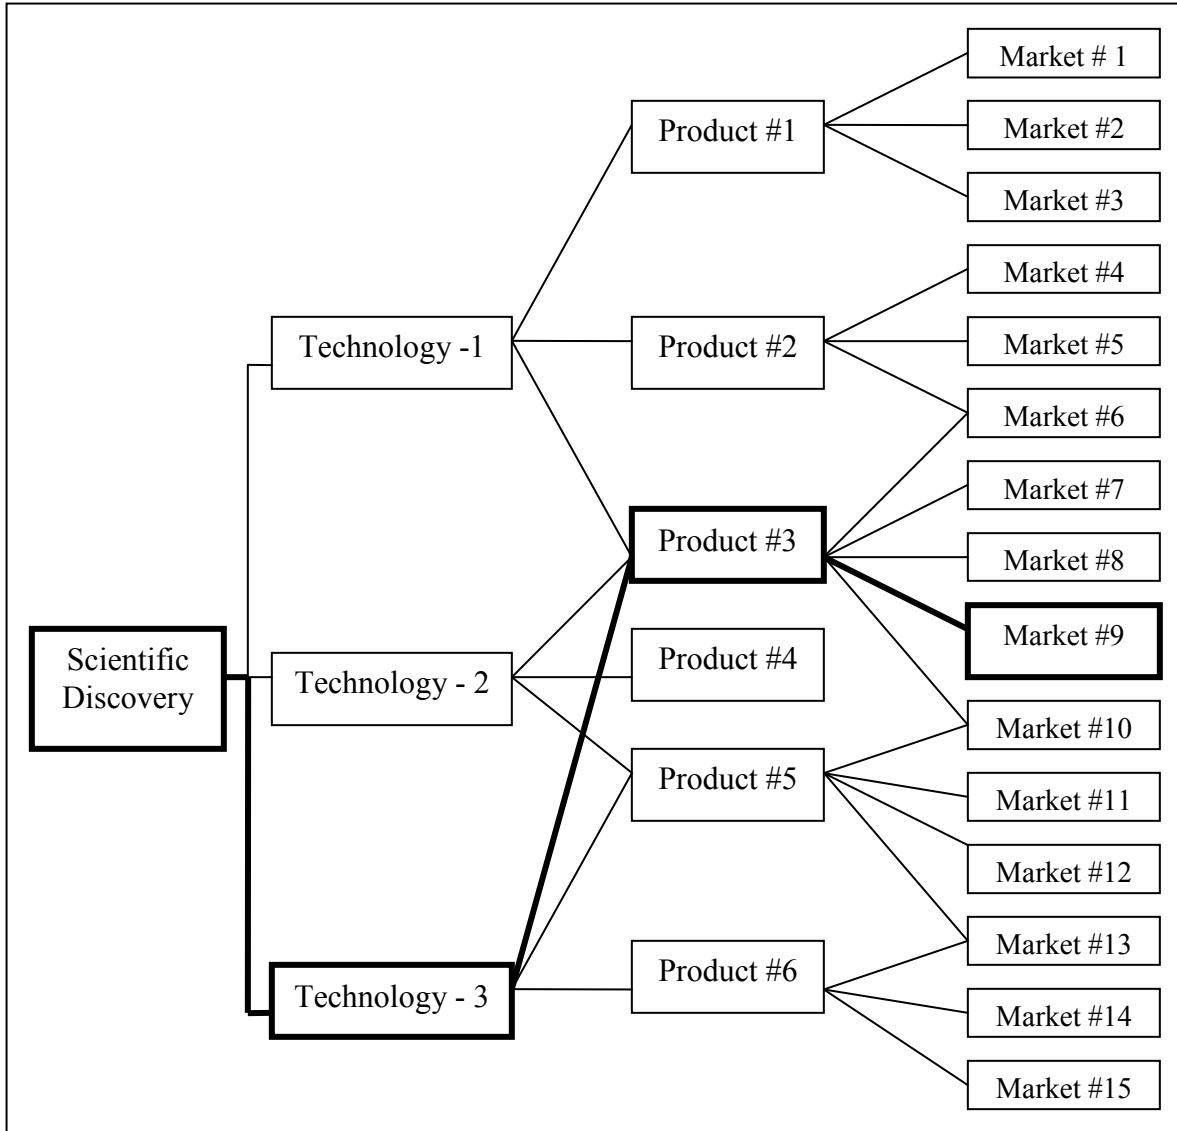 Market # 1
Market #2
Market #3
Market #4
Market #5
Market #6
Market #7
Market #8
Market #9
Market #10
Market #11
Market #12
Market #13
Market #14
Market #15
Product #1
Product #2
Product #3
Product #4
Product #5
Product #6
Technology -1
Technology - 2
Technology - 3
Scientific
Discovery